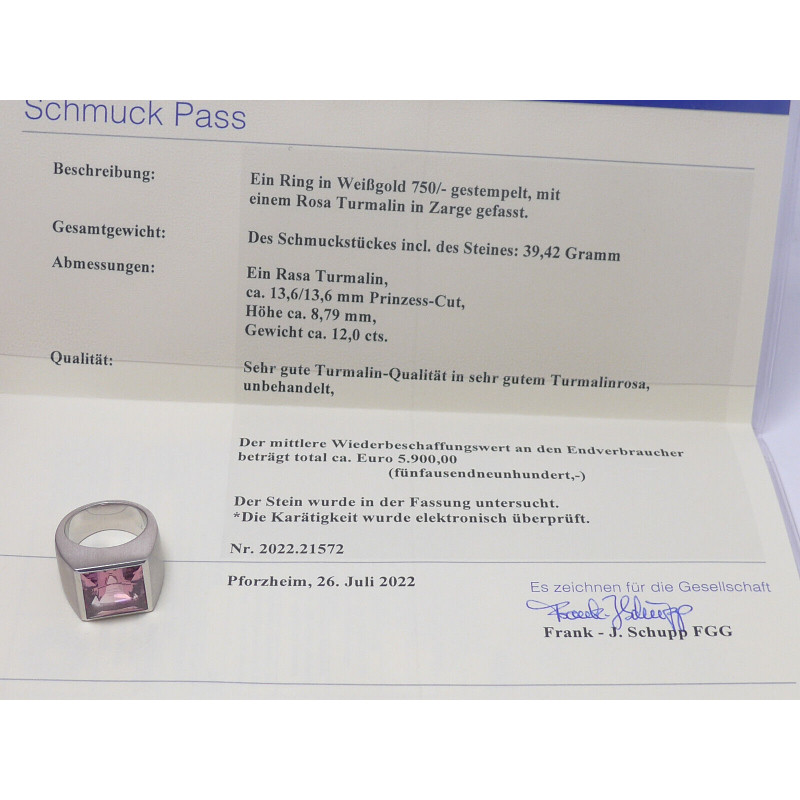 Schmuck Pass
Beschreibung:
Ein Ring in Weißgold 750/- gestempelt, mit
einem Rosa Turmalin in Zarge gefasst.
Gesamtgewicht:
Des Schmuckstückes incl. des Steines: 39,42 Gramm
Abmessungen:
Ein Rasa Turmalin,
ca. 13,6/13,6 mm Prinzess-Cut,
Höhe ca. 8,79 mm,
Gewicht ca. 12,0 cts.
Qualität:
Sehr gute Turmalin-Qualität in sehr gutem Turmalinrosa,
unbehandelt,
Der mittlere Wiederbeschaffungswert an den Endverbraucher
beträgt total ca. Euro 5.900,00
(fünfausendneunhundert,-)
Der Stein wurde in der Fassung untersucht.
*Die Karätigkeit wurde elektronisch überprüft.
Nr. 2022.21572
Pforzheim, 26. Juli 2022
Es zeichnen für die Gesellschaft
Frank-J Schupp
Frank - J. Schupp FGG